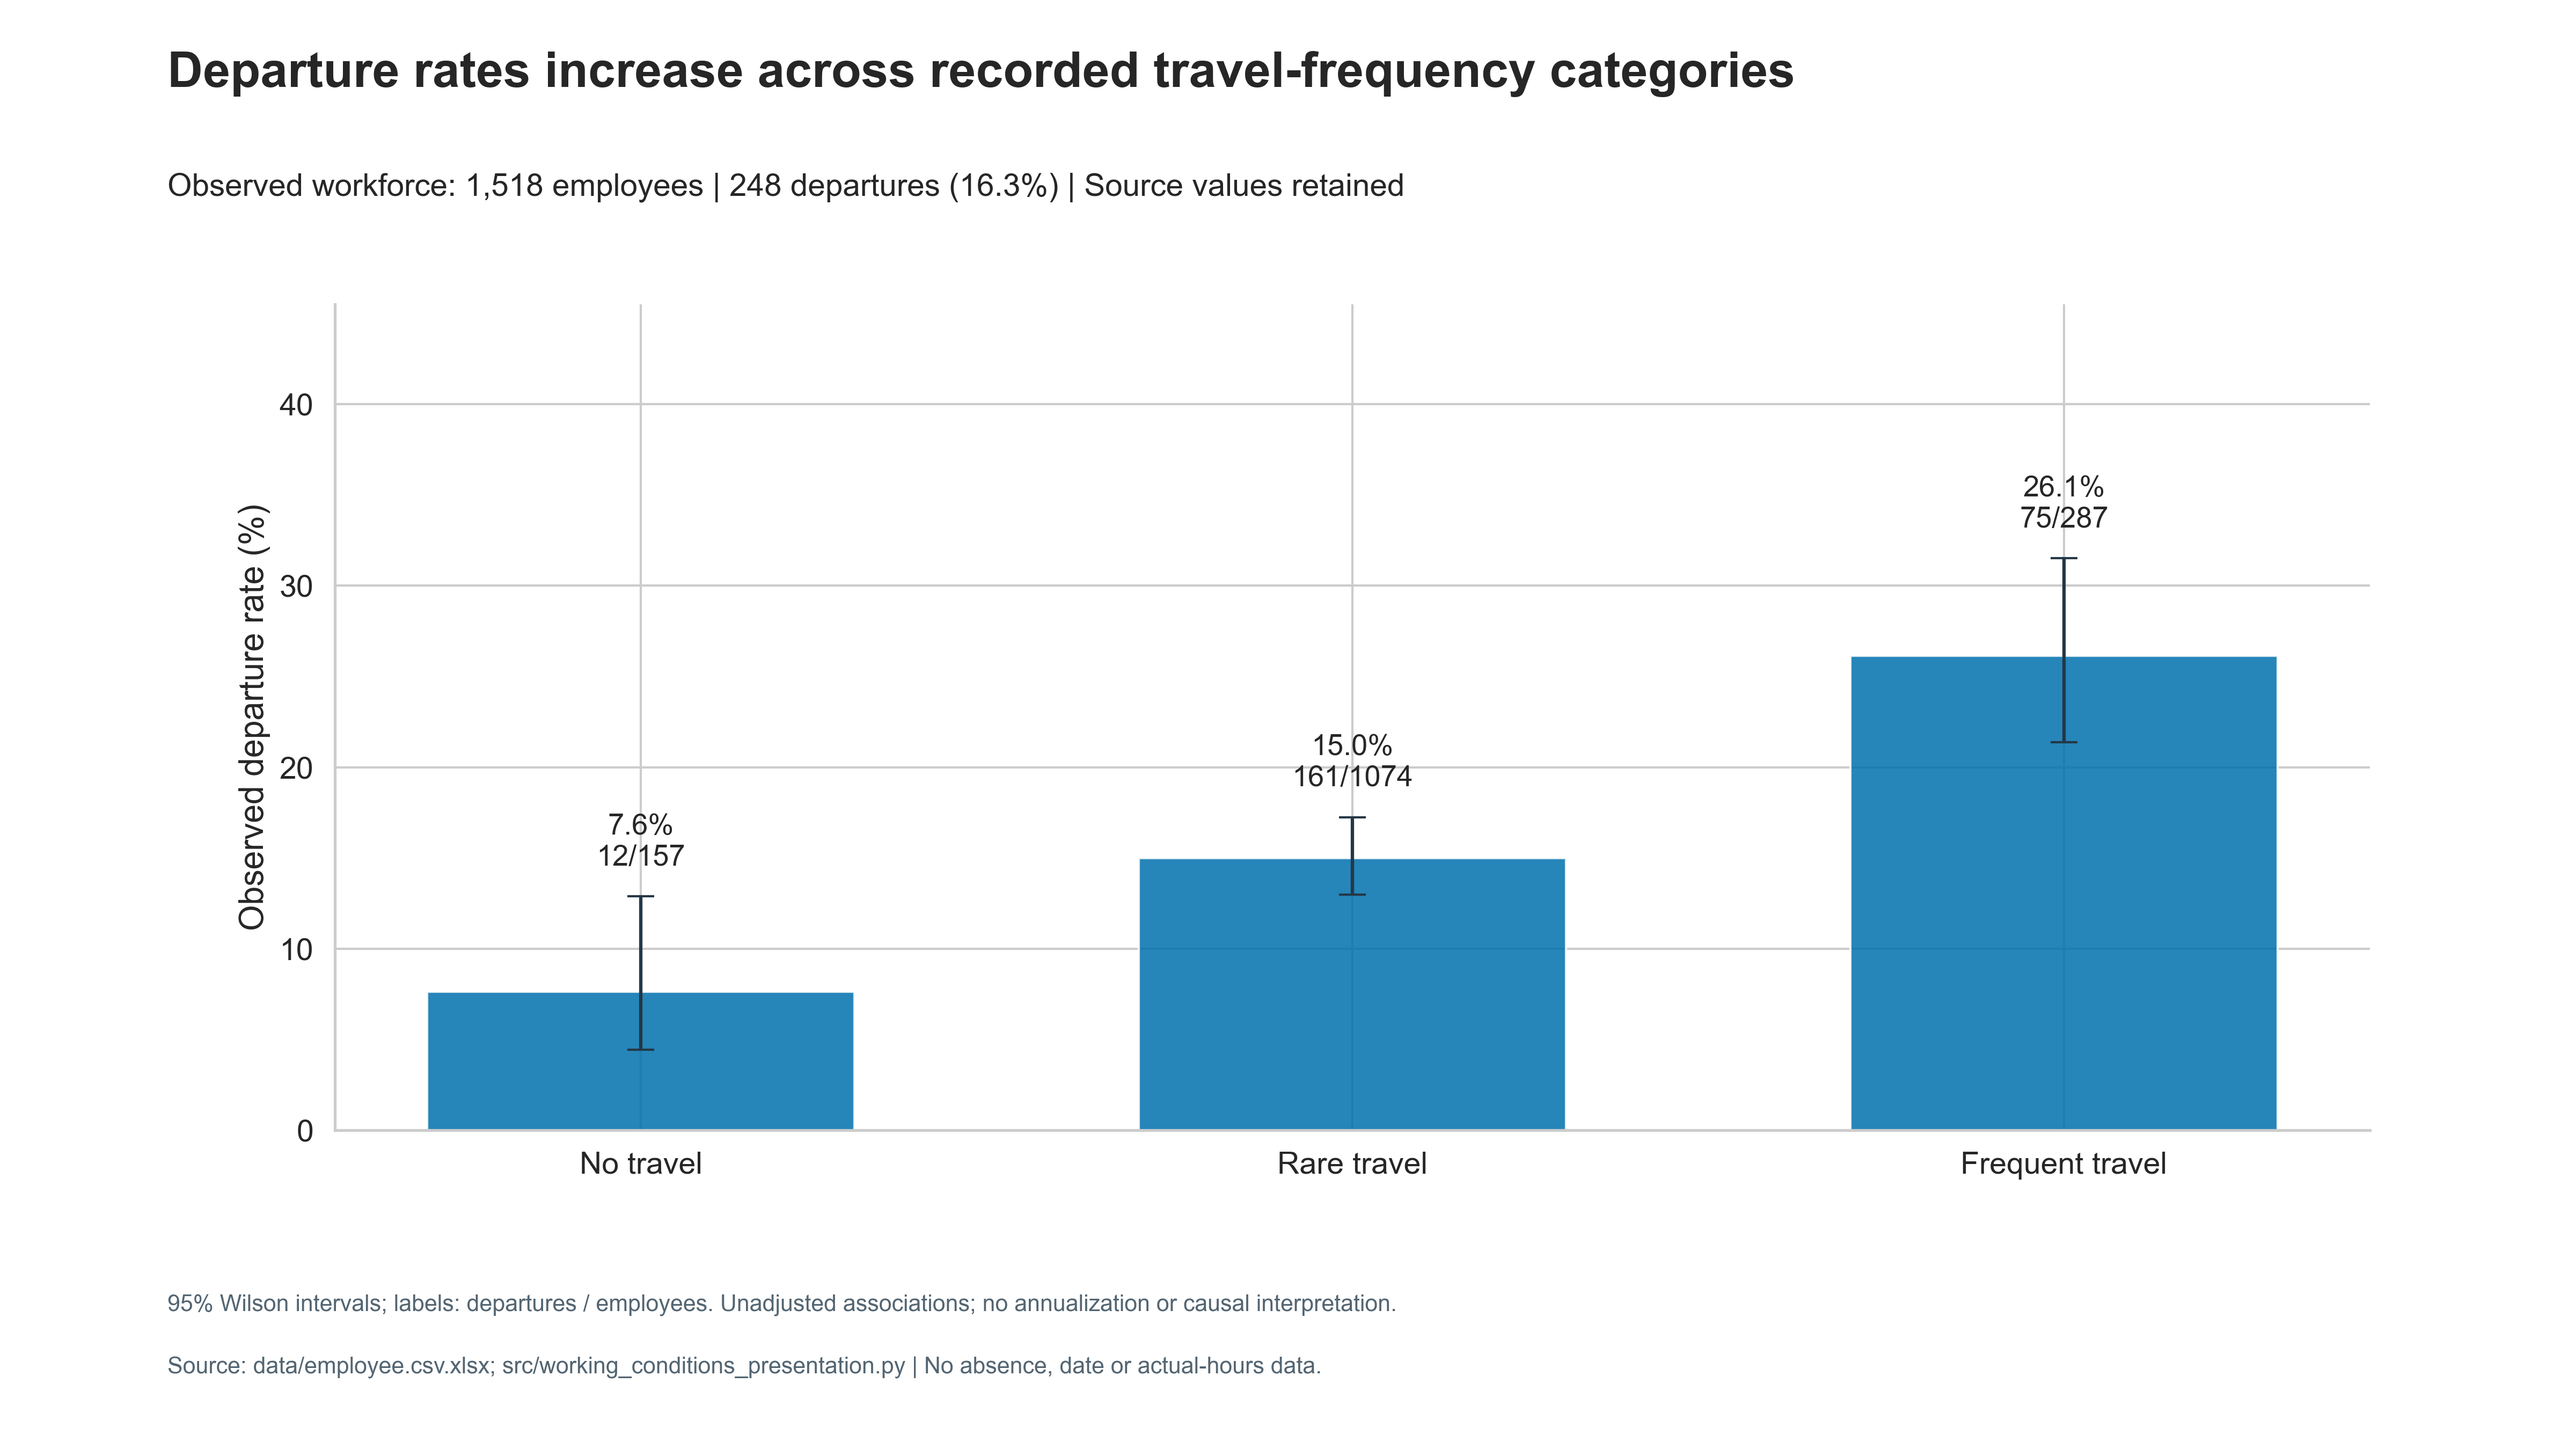 Departure rates increase across recorded travel-frequency categories
Observed workforce: 1,518 employees | 248 departures (16.3%) | Source values retained
Observed departure rate (%)
40
30
20
10
0
7.6%
12/157
15.0%
161/1074
26.1%
75/287
No travel
Rare travel
Frequent travel
95% Wilson intervals; labels: departures / employees. Unadjusted associations; no annualization or causal interpretation.
Source: data/employee.csv.xlsx; src/working_conditions_presentation.py | No absence, date or actual-hours data.